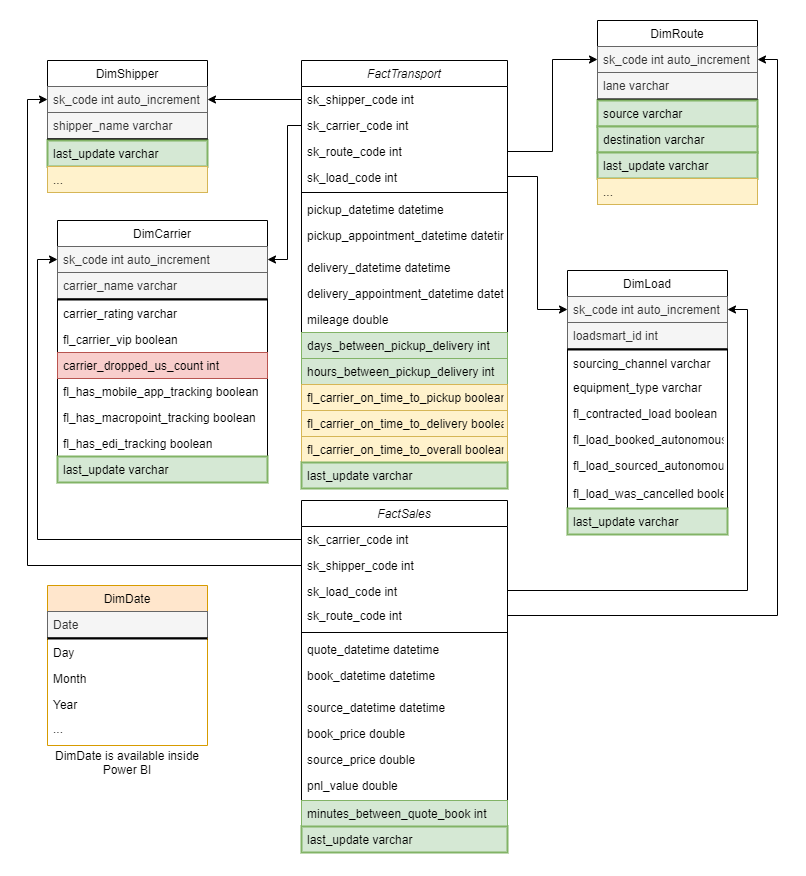 DimShipper
sk_code int auto_increment
shipper_name varchar
last_update varchar
...
FactTransport
sk_shipper_code int
sk_carrier_code int
sk_route_code int
sk_load_code int
pickup_datetime datetime
pickup_appointment_datetime datetir
delivery_datetime datetime
delivery_appointment_datetime datet
mileage double
days_between_pickup_delivery int
hours_between_pickup_delivery int
fl_carrier_on_time_to_pickup boolear
fl_carrier_on_time_to_delivery boolea
fl_carrier_on_time_to_overall boolear
last_update varchar
DimRoute
sk_code int auto_increment
lane varchar
source varchar
destination varchar
last_update varchar
...
DimCarrier
sk_code int auto_increment
carrier_name varchar
carrier_rating varchar
fl_carrier_vip boolean
carrier_dropped_us_count int
fl_has_mobile_app_tracking boolean
fl_has_macropoint_tracking boolean
fl_has_edi_tracking boolean
last_update varchar
DimLoad
sk_code int auto_increment
loadsmart_id int
sourcing_channel varchar
equipment_type varchar
fl_contracted_load boolean
fl_load_booked_autonomous
fl_load_sourced_autonomou
fl_load_was_cancelled boole
last_update varchar
FactSales
sk_carrier_code int
sk_shipper_code int
sk_load_code int
sk_route_code int
quote_datetime datetime
book_datetime datetime
source_datetime datetime
book_price double
source_price double
pnl_value double
minutes_between_quote_book int
last_update varchar
DimDate
Date
Day
Month
Year
...
DimDate is available inside
Power BI